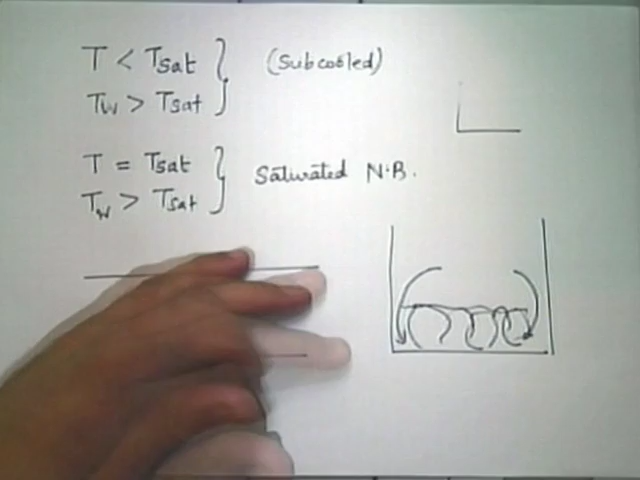 T < Tsat } (Subcooled)
Tw > Tsat
T = Tsat } Saturated N.B.
Tw > Tsat